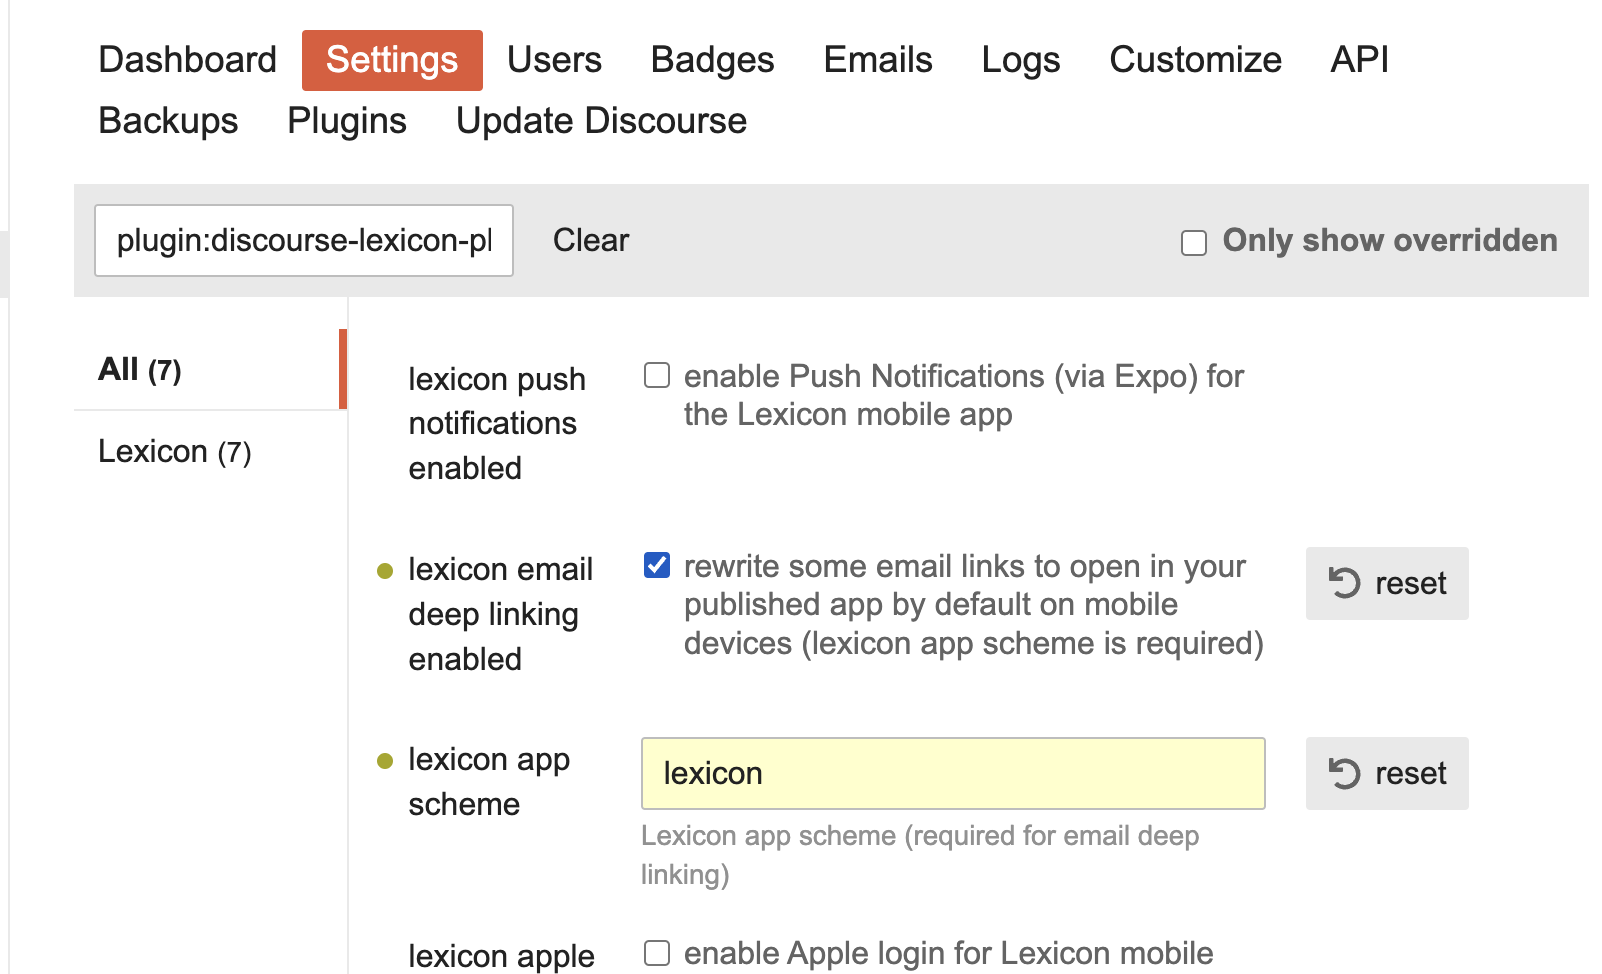 Dashboard Settings Users Badges Emails Logs Customize API
Backups Plugins Update Discourse
plugin:discourse-lexicon-pl Clear Only show overridden
All (7)
Lexicon (7)
lexicon push
notifications
enabled
enable Push Notifications (via Expo) for
the Lexicon mobile app
lexicon email
deep linking
enabled
rewrite some email links to open in your
published app by default on mobile
devices (lexicon app scheme is required)
reset
lexicon app
scheme
lexicon
reset
Lexicon app scheme (required for email deep
linking)
lexicon apple
enable Apple login for Lexicon mobile